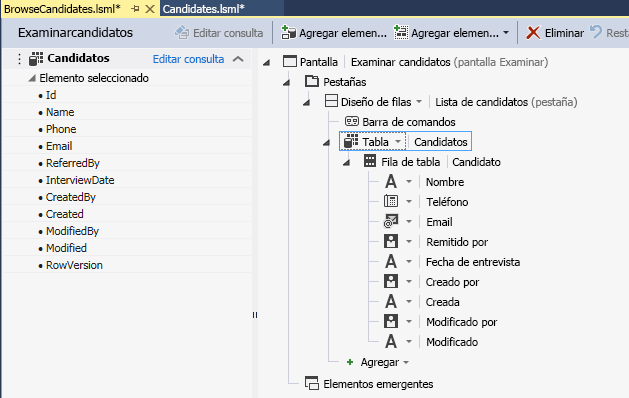 BrowseCandidates.lsml* Candidates.lsml*
Examinarcandidatos Editar consulta Agregar elemen... Agregar elemen... Eliminar Resta
Candidatos Editar consulta
Elemento seleccionado
Id
Name
Phone
Email
ReferredBy
InterviewDate
CreatedBy
Created
ModifiedBy
Modified
RowVersion
Pantalla Examinar candidatos (pantalla Examinar)
Pestañas
Diseño de filas Lista de candidatos (pestaña)
Barra de comandos
Tabla Candidatos
Fila de tabla Candidato
Nombre
Teléfono
Email
Remitido por
Fecha de entrevista
Creado por
Creada
Modificado por
Modificado
Agregar
Elementos emergentes